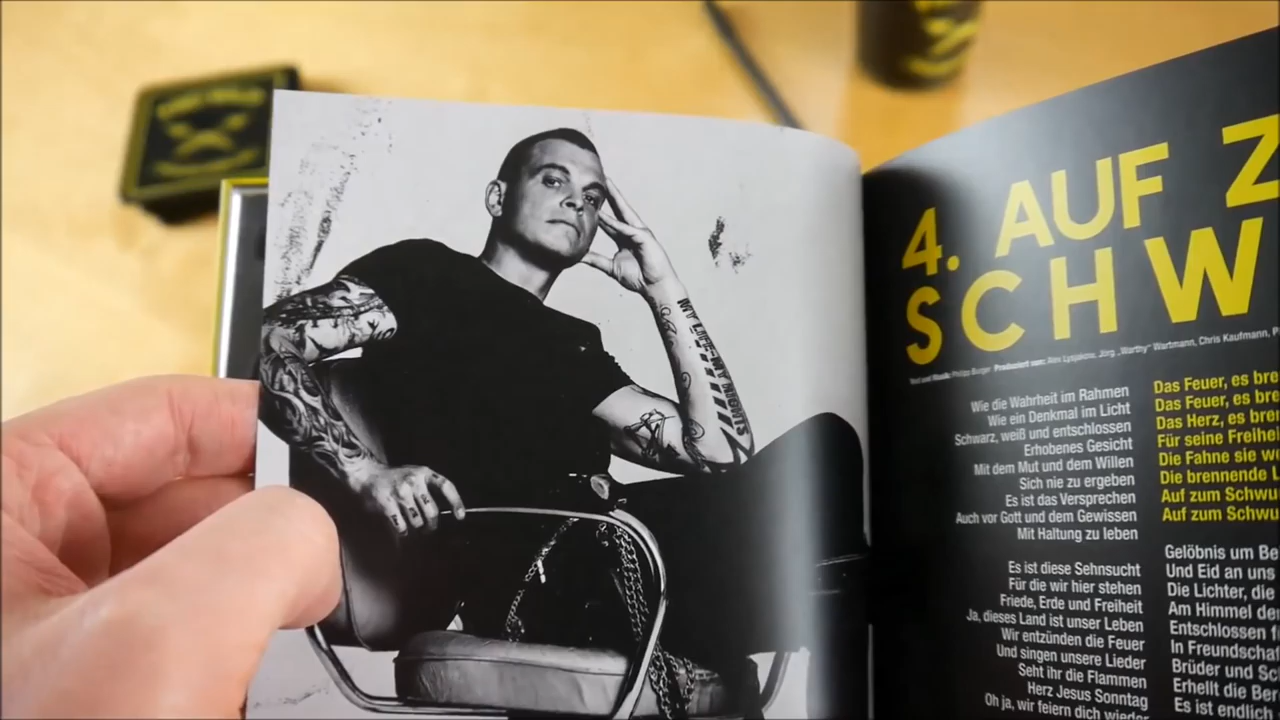 4. AUF Z
SCHW
Text und Musik: Philipp Burger Produziert von: Alex Lysjakow, Jörg „Warthy“ Wartmann, Chris Kaufmann, P
Wie die Wahrheit im Rahmen
Wie ein Denkmal im Licht
Schwarz, weiß und entschlossen
Erhobenes Gesicht
Mit dem Mut und dem Willen
Sich nie zu ergeben
Es ist das Versprechen
Auch vor Gott und dem Gewissen
Mit Haltung zu leben
Es ist diese Sehnsucht
Für die wir hier stehen
Friede, Erde und Freiheit
Ja, dieses Land ist unser Leben
Wir entzünden die Feuer
Und singen unsere Lieder
Seht ihr die Flammen
Herz Jesus Sonntag
Oh ja, wir feiern dich wieder
Das Feuer, es bre
Das Feuer, es bre
Das Herz, es bren
Für seine Freihei
Die Fahne sie we
Die brennende L
Auf zum Schwu
Auf zum Schwu
Gelöbnis um Be
Und Eid an uns
Die Lichter, die
Am Himmel der
Entschlossen f
In Freundschaf
Brüder und Sc
Erhellt die Ber
Es ist endlich